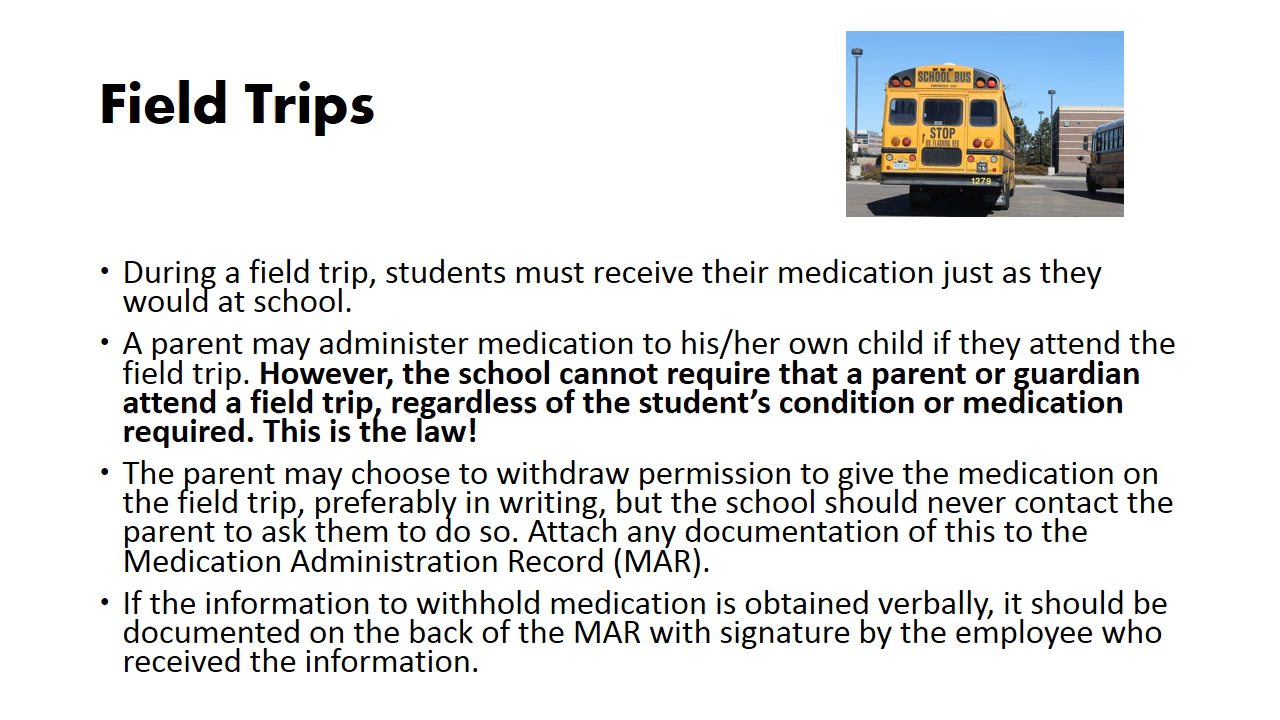 Field Trips
SCHOOL BUS
STOP
1279
• During a field trip, students must receive their medication just as they
would at school.
• A parent may administer medication to his/her own child if they attend the
field trip. However, the school cannot require that a parent or guardian
attend a field trip, regardless of the student’s condition or medication
required. This is the law!
• The parent may choose to withdraw permission to give the medication on
the field trip, preferably in writing, but the school should never contact the
parent to ask them to do so. Attach any documentation of this to the
Medication Administration Record (MAR).
• If the information to withhold medication is obtained verbally, it should be
documented on the back of the MAR with signature by the employee who
received the information.